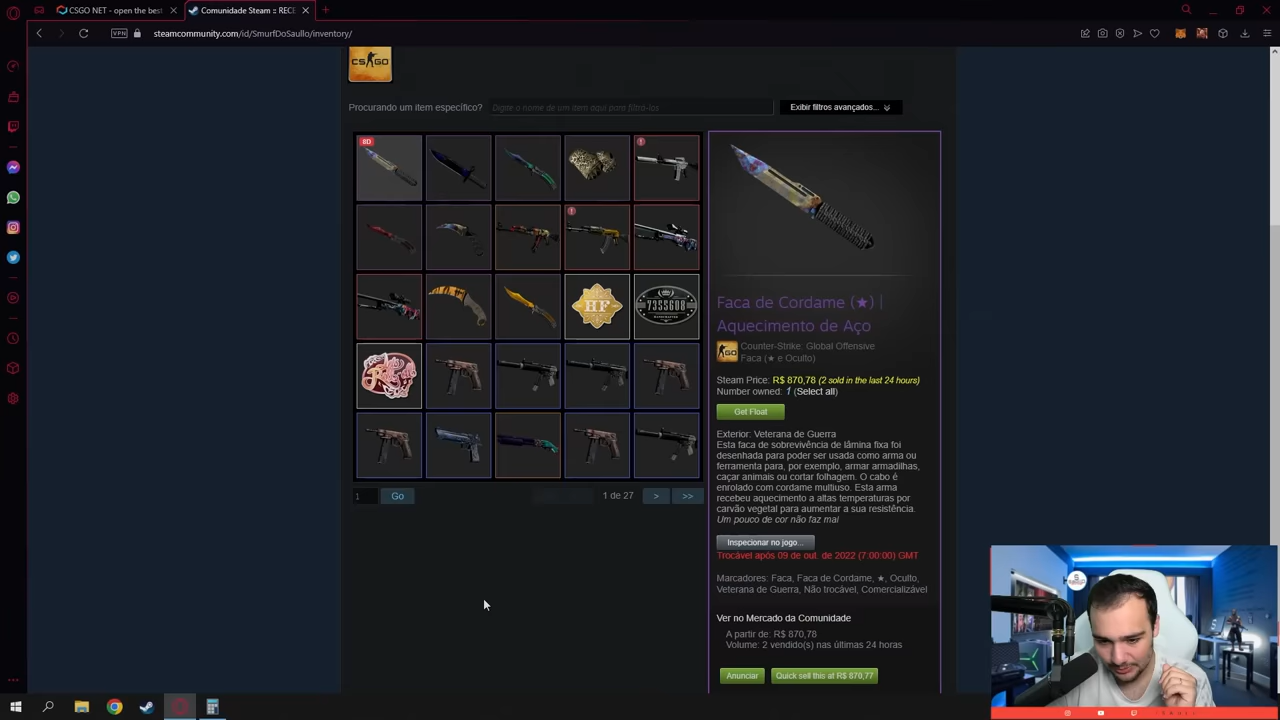 CSGO NET - open the best
Comunidade Steam :: RECE
VPN
steamcommunity.com/id/SmurfDoSaullo/inventory/
CS GO
Procurando um item específico?
Digite o nome de um item aqui para filtrá-los
Exibir filtros avançados...
8D
HF
7355608
Faca de Cordame (★) |
Aquecimento de Aço
Counter-Strike: Global Offensive
Faca (★ e Oculto)
Steam Price: R$ 870,78 (2 sold in the last 24 hours)
Number owned: 1 (Select all)
Get Float
Exterior: Veterana de Guerra
Esta faca de sobrevivência de lâmina fixa foi
desenhada para poder ser usada como arma ou
ferramenta para, por exemplo, armar armadilhas,
caçar animais ou cortar folhagem. O cabo é
enrolado com cordame multiuso. Esta arma
recebeu aquecimento a altas temperaturas por
carvão vegetal para aumentar a sua resistência.
Um pouco de cor não faz mal
1
Go
1 de 27
>
>>
Inspecionar no jogo...
Trocável após 09 de out. de 2022 (7:00:00) GMT
Marcadores: Faca, Faca de Cordame, ★, Oculto,
Veterana de Guerra, Não trocável, Comercializável
Ver no Mercado da Comunidade
A partir de: R$ 870,78
Volume: 2 vendido(s) nas últimas 24 horas
Anunciar
Quick sell this at R$ 870,77